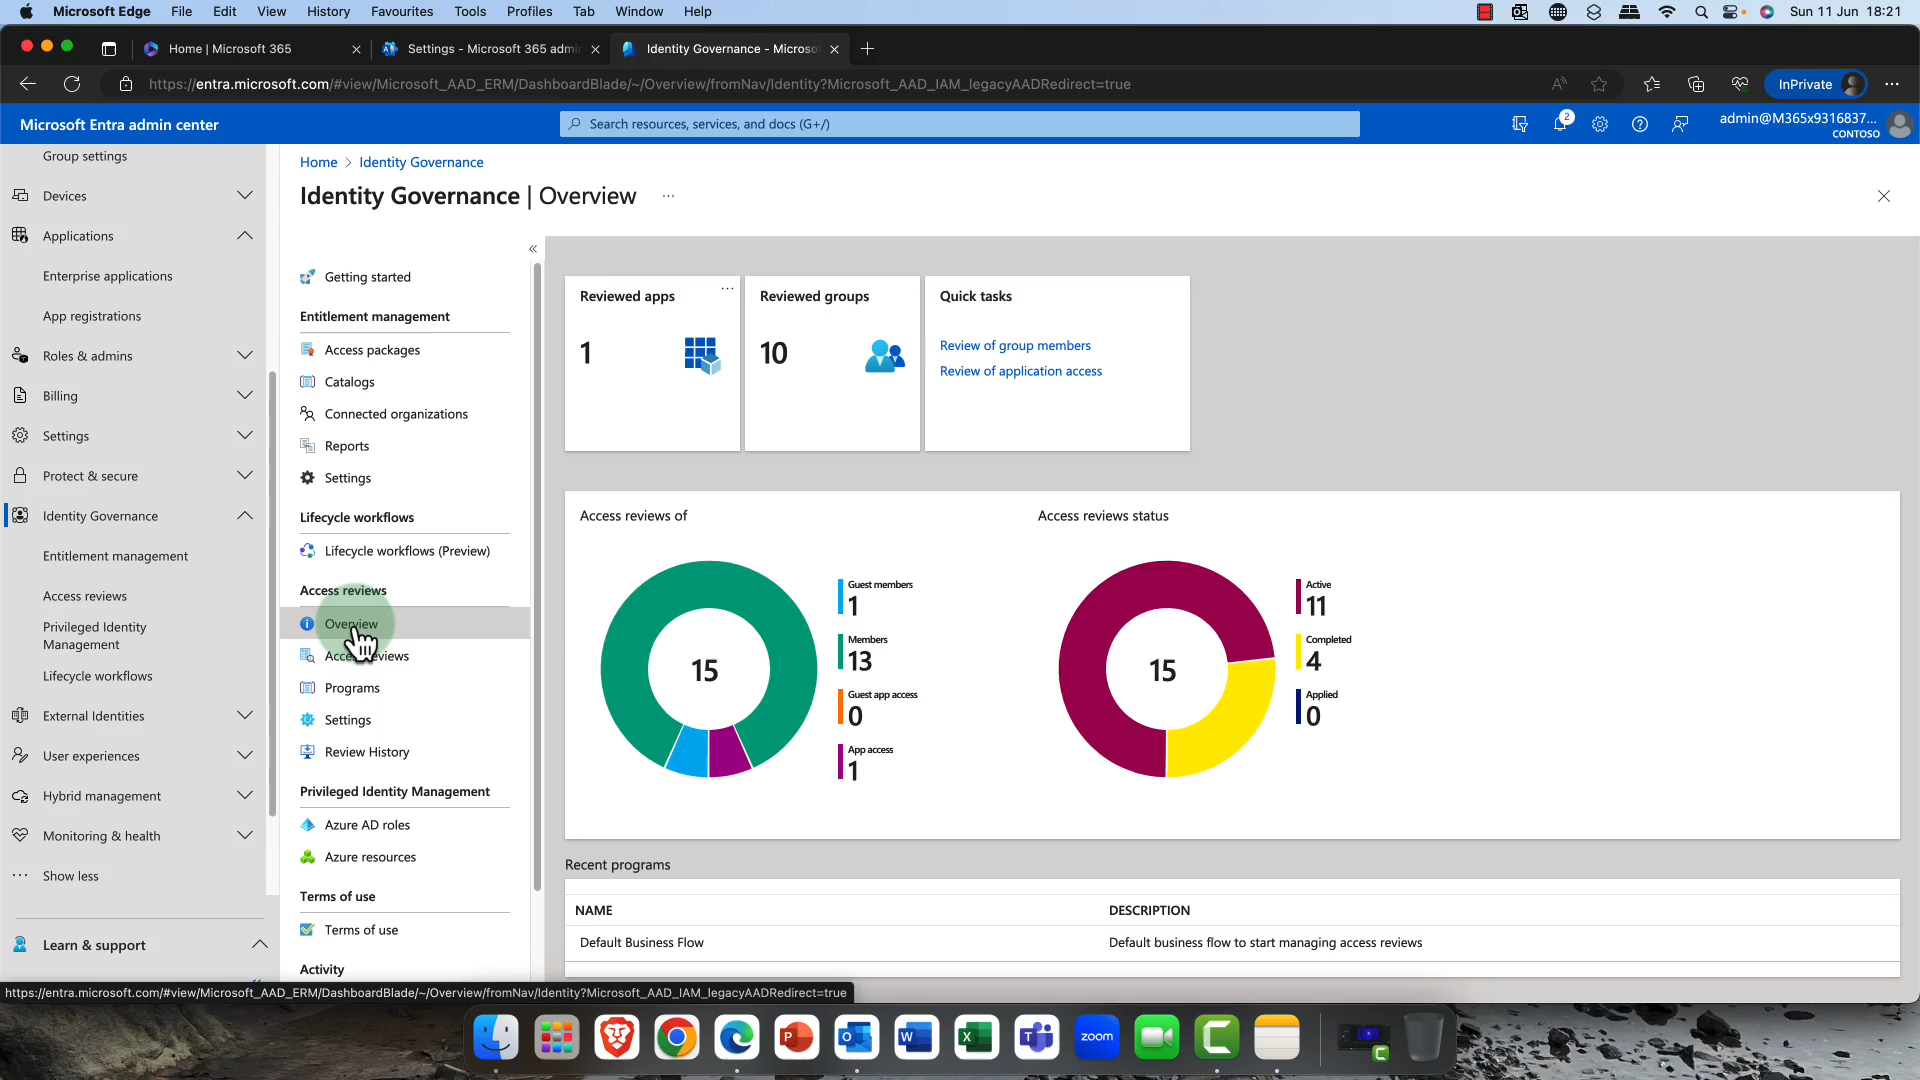 Microsoft Edge File Edit View History Favourites Tools Profiles Tab Window Help Sun 11 Jun 18:21
Home | Microsoft 365
Settings - Microsoft 365 admi
Identity Governance - Microso
https://entra.microsoft.com/#view/Microsoft_AAD_ERM/DashboardBlade/~/Overview/fromNav/Identity?Microsoft_AAD_IAM_legacyAADRedirect=true
InPrivate
Microsoft Entra admin center
Search resources, services, and docs (G+/)
2
admin@M365x9316837...
CONTOSO
Group settings
Devices
Applications
Enterprise applications
App registrations
Roles & admins
Billing
Settings
Protect & secure
Identity Governance
Entitlement management
Access reviews
Privileged Identity
Management
Lifecycle workflows
External Identities
User experiences
Hybrid management
Monitoring & health
Show less
Learn & support
Home > Identity Governance
Identity Governance | Overview
Getting started
Entitlement management
Access packages
Catalogs
Connected organizations
Reports
Settings
Lifecycle workflows
Lifecycle workflows (Preview)
Access reviews
Overview
Access reviews
Programs
Settings
Review History
Privileged Identity Management
Azure AD roles
Azure resources
Terms of use
Terms of use
Activity
Reviewed apps
1
Reviewed groups
10
Quick tasks
Review of group members
Review of application access
Access reviews of
15
Guest members
1
Members
13
Guest app access
0
App access
1
Access reviews status
15
Active
11
Completed
4
Applied
0
Recent programs
NAME DESCRIPTION
Default Business Flow Default business flow to start managing access reviews
https://entra.microsoft.com/#view/Microsoft_AAD_ERM/DashboardBlade/~/Overview/fromNav/Identity?Microsoft_AAD_IAM_legacyAADRedirect=true
zoom